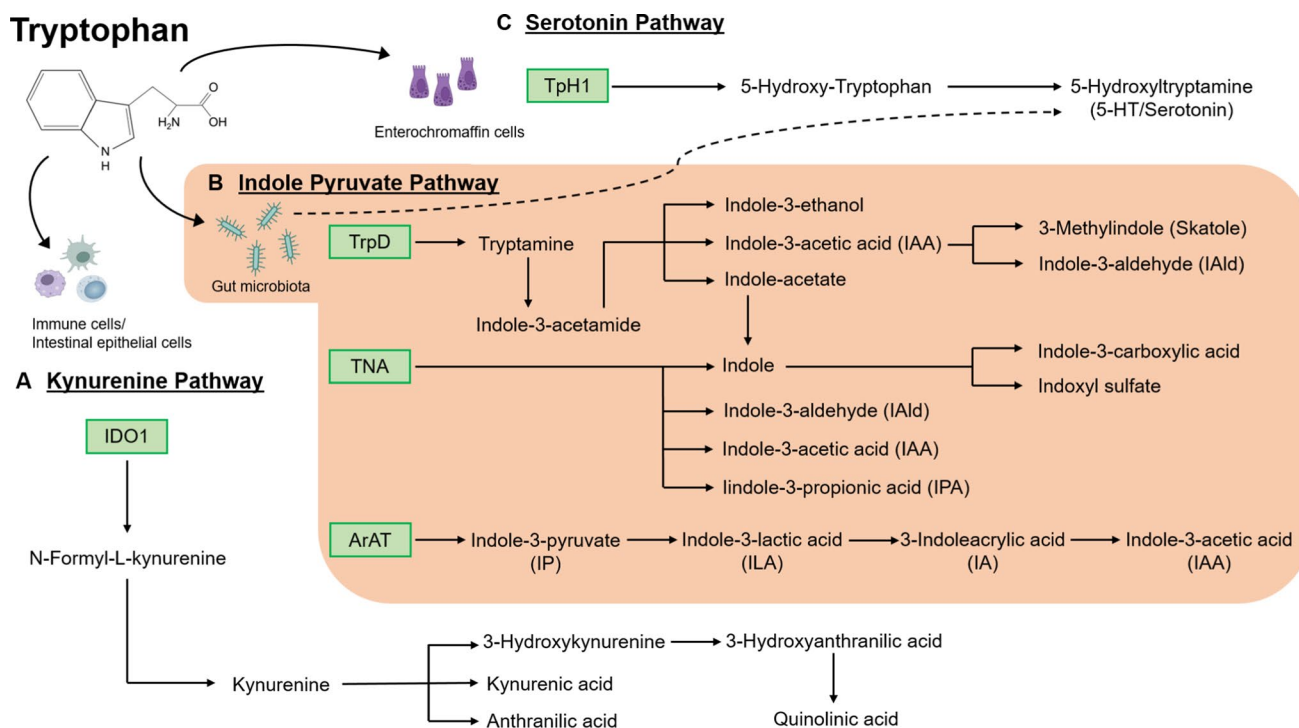 Tryptophan
NH₂
H₂N
OH
O
N
H
Enterochromaffin cells
Immune cells/
Intestinal epithelial cells
C Serotonin Pathway
TpH1
5-Hydroxy-Tryptophan
5-Hydroxyltryptamine
(5-HT/Serotonin)
B Indole Pyruvate Pathway
Gut microbiota
TrpD
Tryptamine
Indole-3-acetamide
Indole-3-ethanol
Indole-3-acetic acid (IAA)
Indole-acetate
3-Methylindole (Skatole)
Indole-3-aldehyde (IAld)
TNA
Indole
Indole-3-carboxylic acid
Indoxyl sulfate
Indole-3-aldehyde (IAld)
Indole-3-acetic acid (IAA)
Iindole-3-propionic acid (IPA)
ArAT
Indole-3-pyruvate
(IP)
Indole-3-lactic acid
(ILA)
3-Indoleacrylic acid
(IA)
Indole-3-acetic acid
(IAA)
A Kynurenine Pathway
IDO1
N-Formyl-L-kynurenine
Kynurenine
3-Hydroxykynurenine
3-Hydroxyanthranilic acid
Kynurenic acid
Anthranilic acid
Quinolinic acid